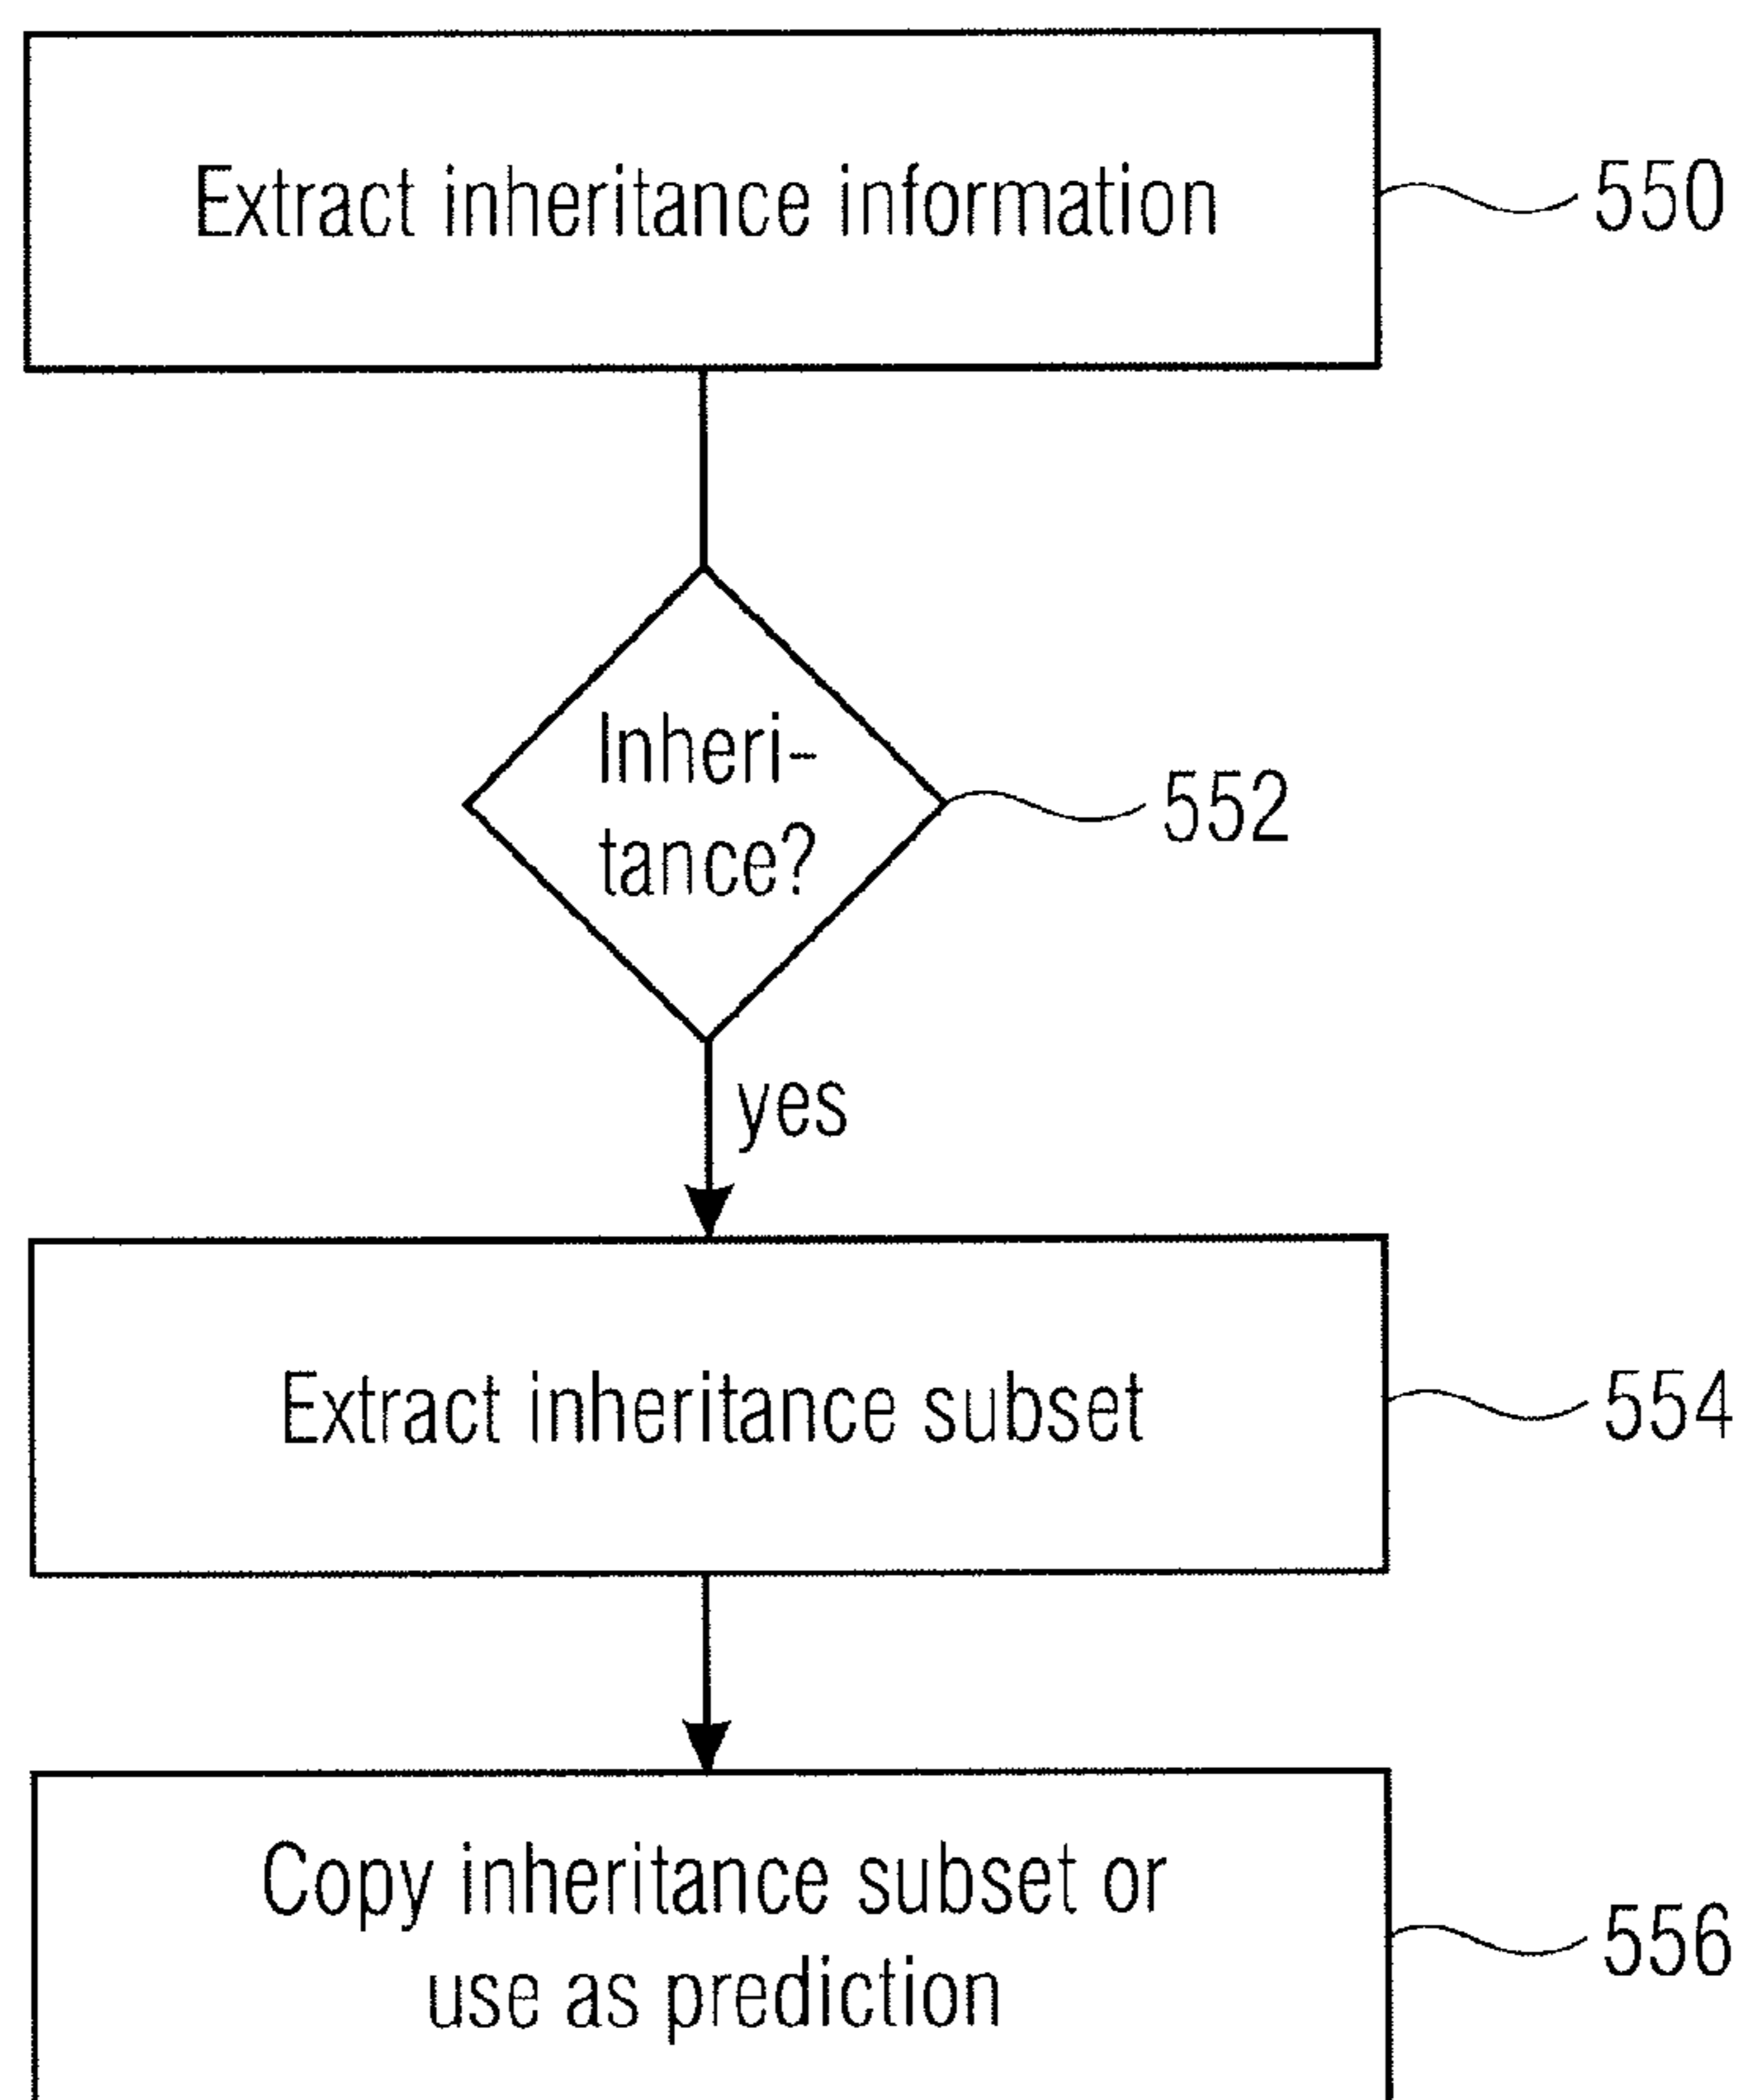 Extract inheritance information
550
Inheri-
tance?
552
yes
Extract inheritance subset
554
Copy inheritance subset or
use as prediction
556